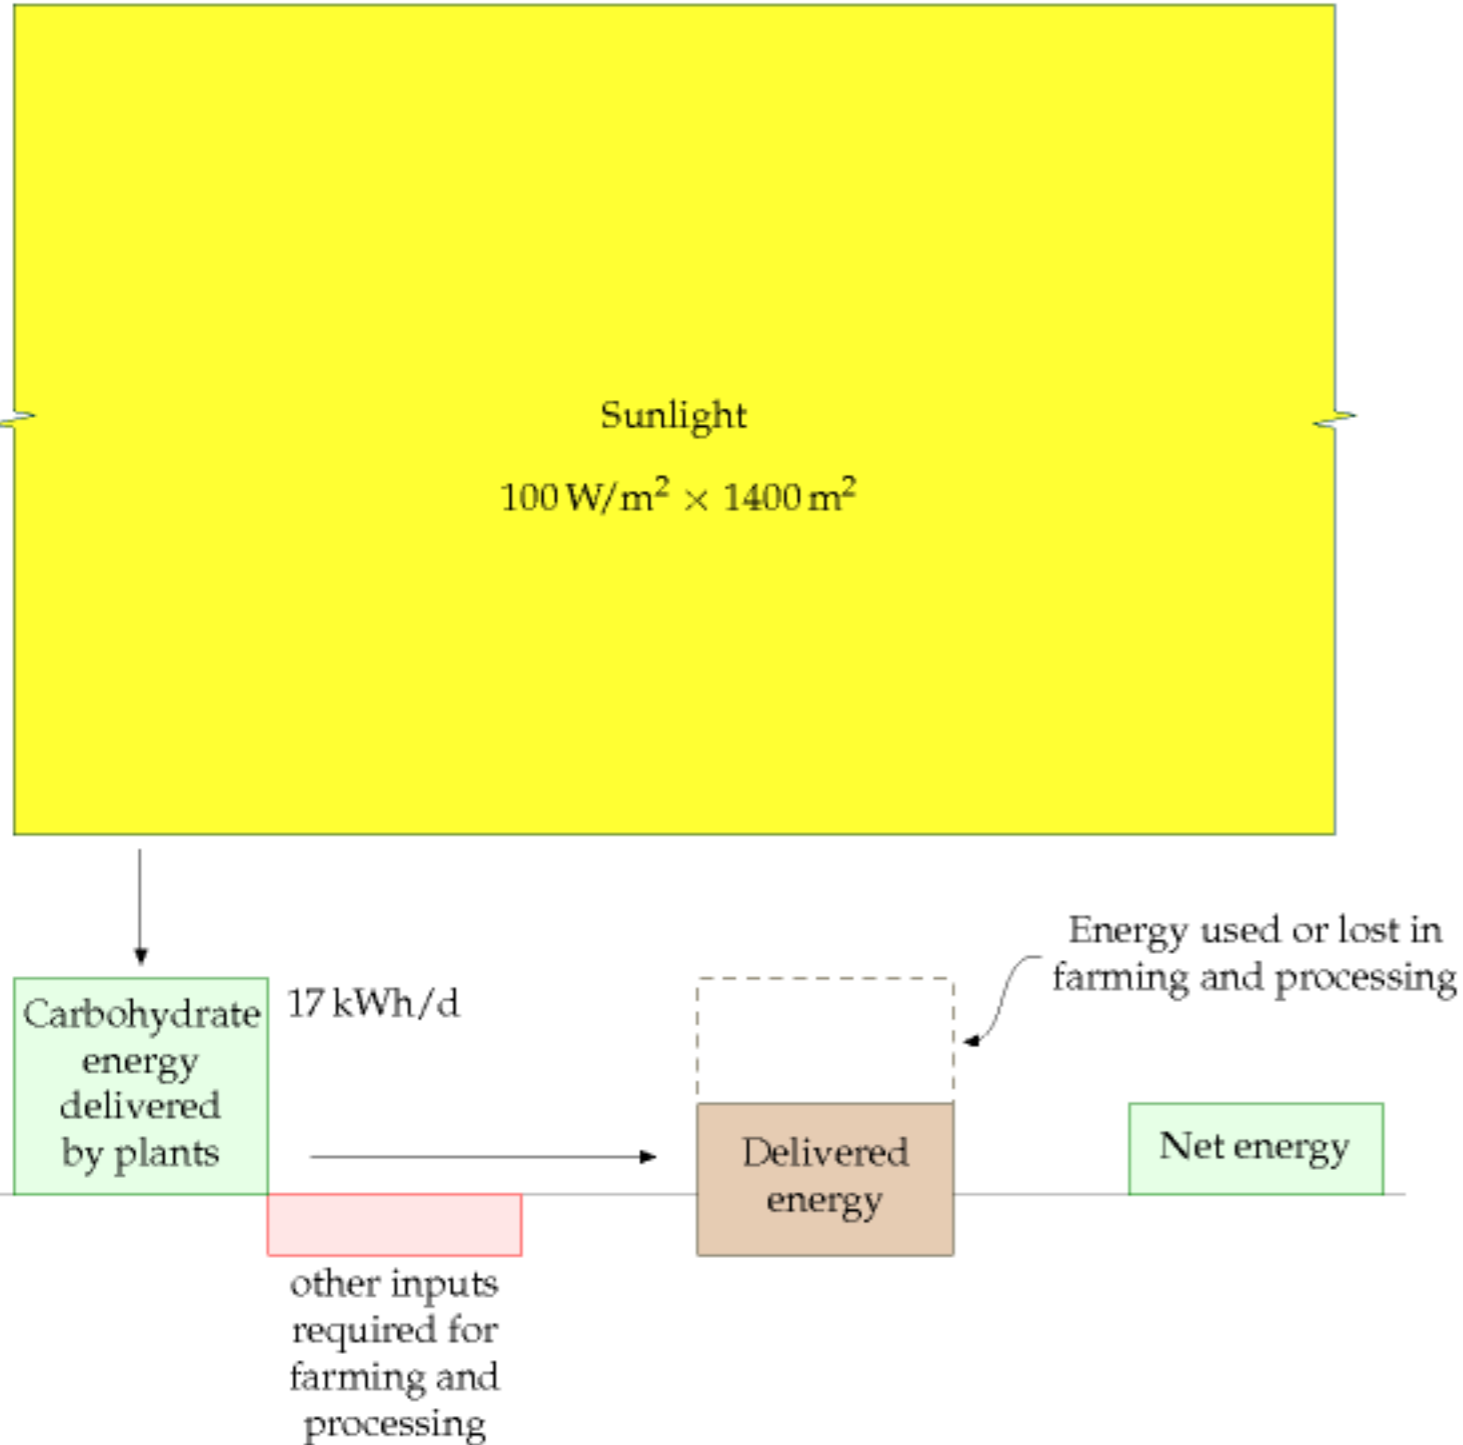 Sunlight
100 W/m² × 1400 m²
Energy used or lost in
farming and processing
Carbohydrate
energy
delivered
by plants
17 kWh/d
Delivered
energy
Net energy
other inputs
required for
farming and
processing